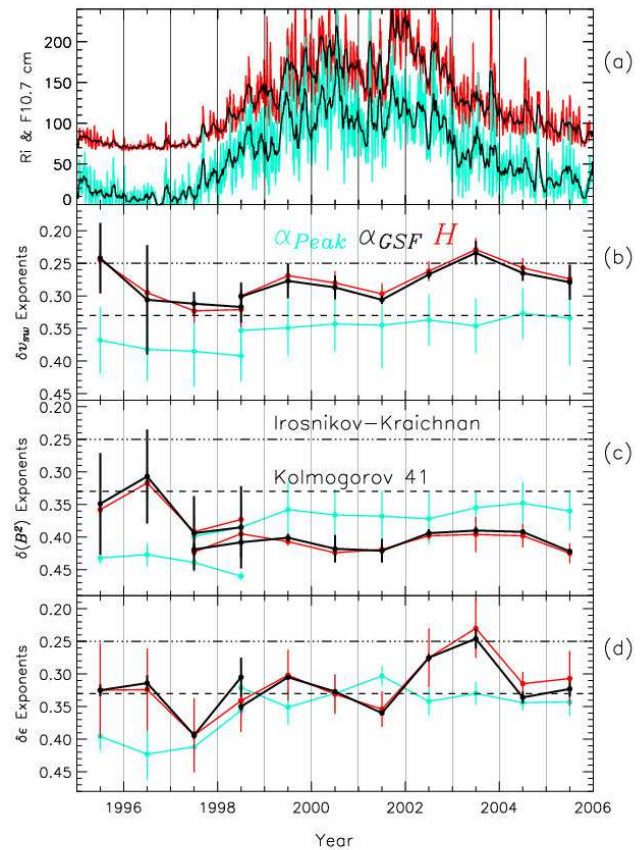 Ri & F10.7 cm
240
200
150
100
50
0
(a)
δv_sw Exponents
0.20
0.25
0.30
0.35
0.40
0.45
α_Peak α_GSF H
(b)
δ(B²) Exponents
0.20
0.25
0.30
0.35
0.40
0.45
Irosnikov−Kraichnan
Kolmogorov 41
(c)
δϵ Exponents
0.20
0.25
0.30
0.35
0.40
0.45
(d)
1996 1998 2000 2002 2004 2006
Year